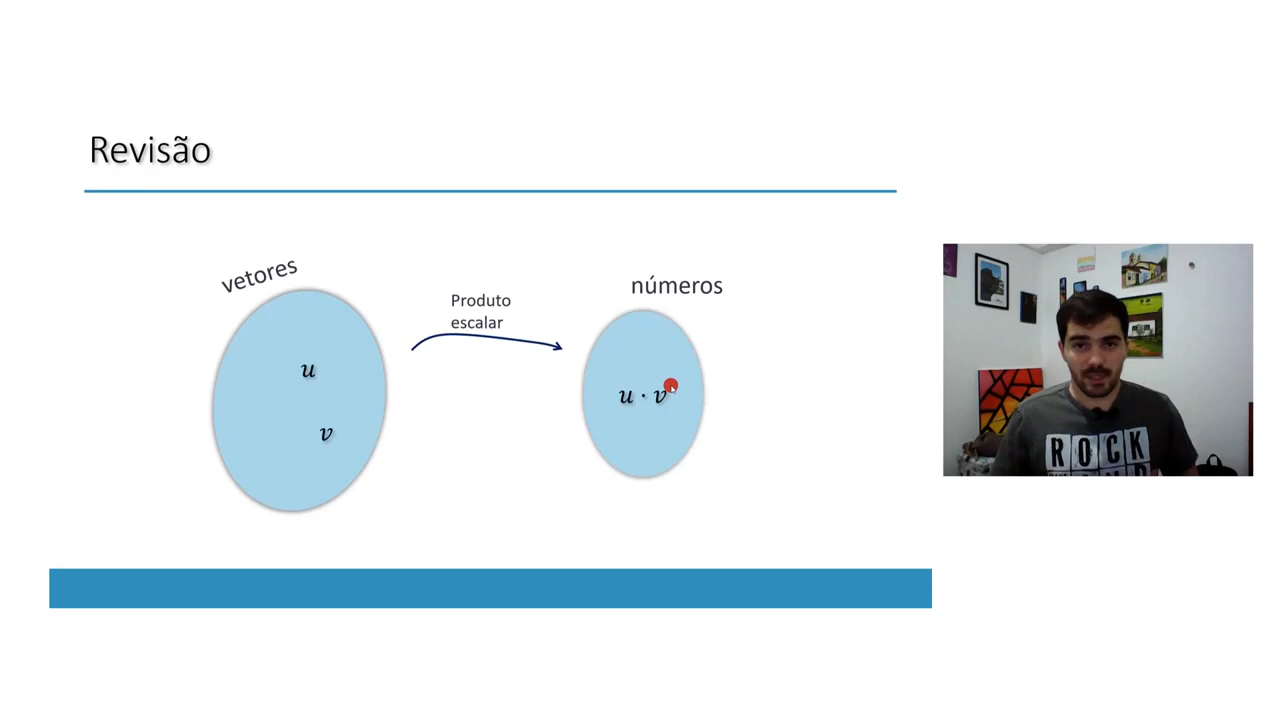 Revisão
vetores
Produto
escalar
números
u
v
u · v
ROCK